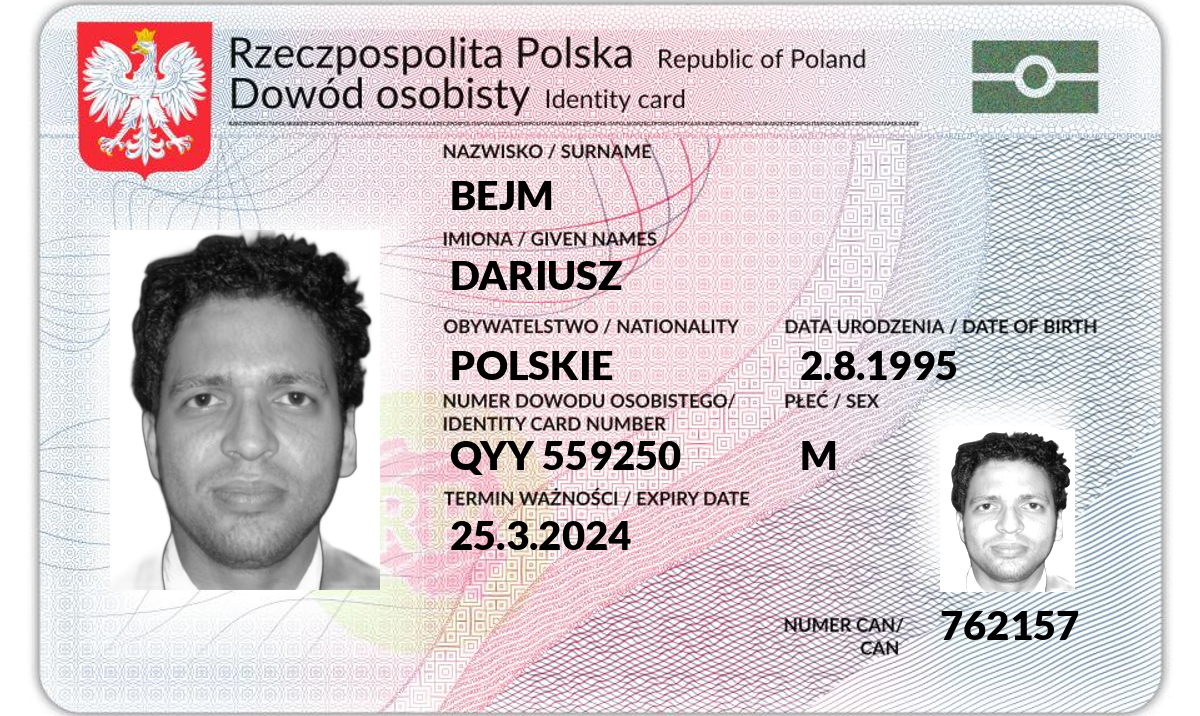 Rzeczpospolita Polska Republic of Poland
Dowód osobisty Identity card
NAZWISKO / SURNAME
BEJM
IMIONA / GIVEN NAMES
DARIUSZ
OBYWATELSTWO / NATIONALITY DATA URODZENIA / DATE OF BIRTH
POLSKIE 2.8.1995
NUMER DOWODU OSOBISTEGO/ PŁEĆ / SEX
IDENTITY CARD NUMBER
QYY 559250 M
TERMIN WAŻNOŚCI / EXPIRY DATE
25.3.2024
NUMER CAN/ 762157
CAN